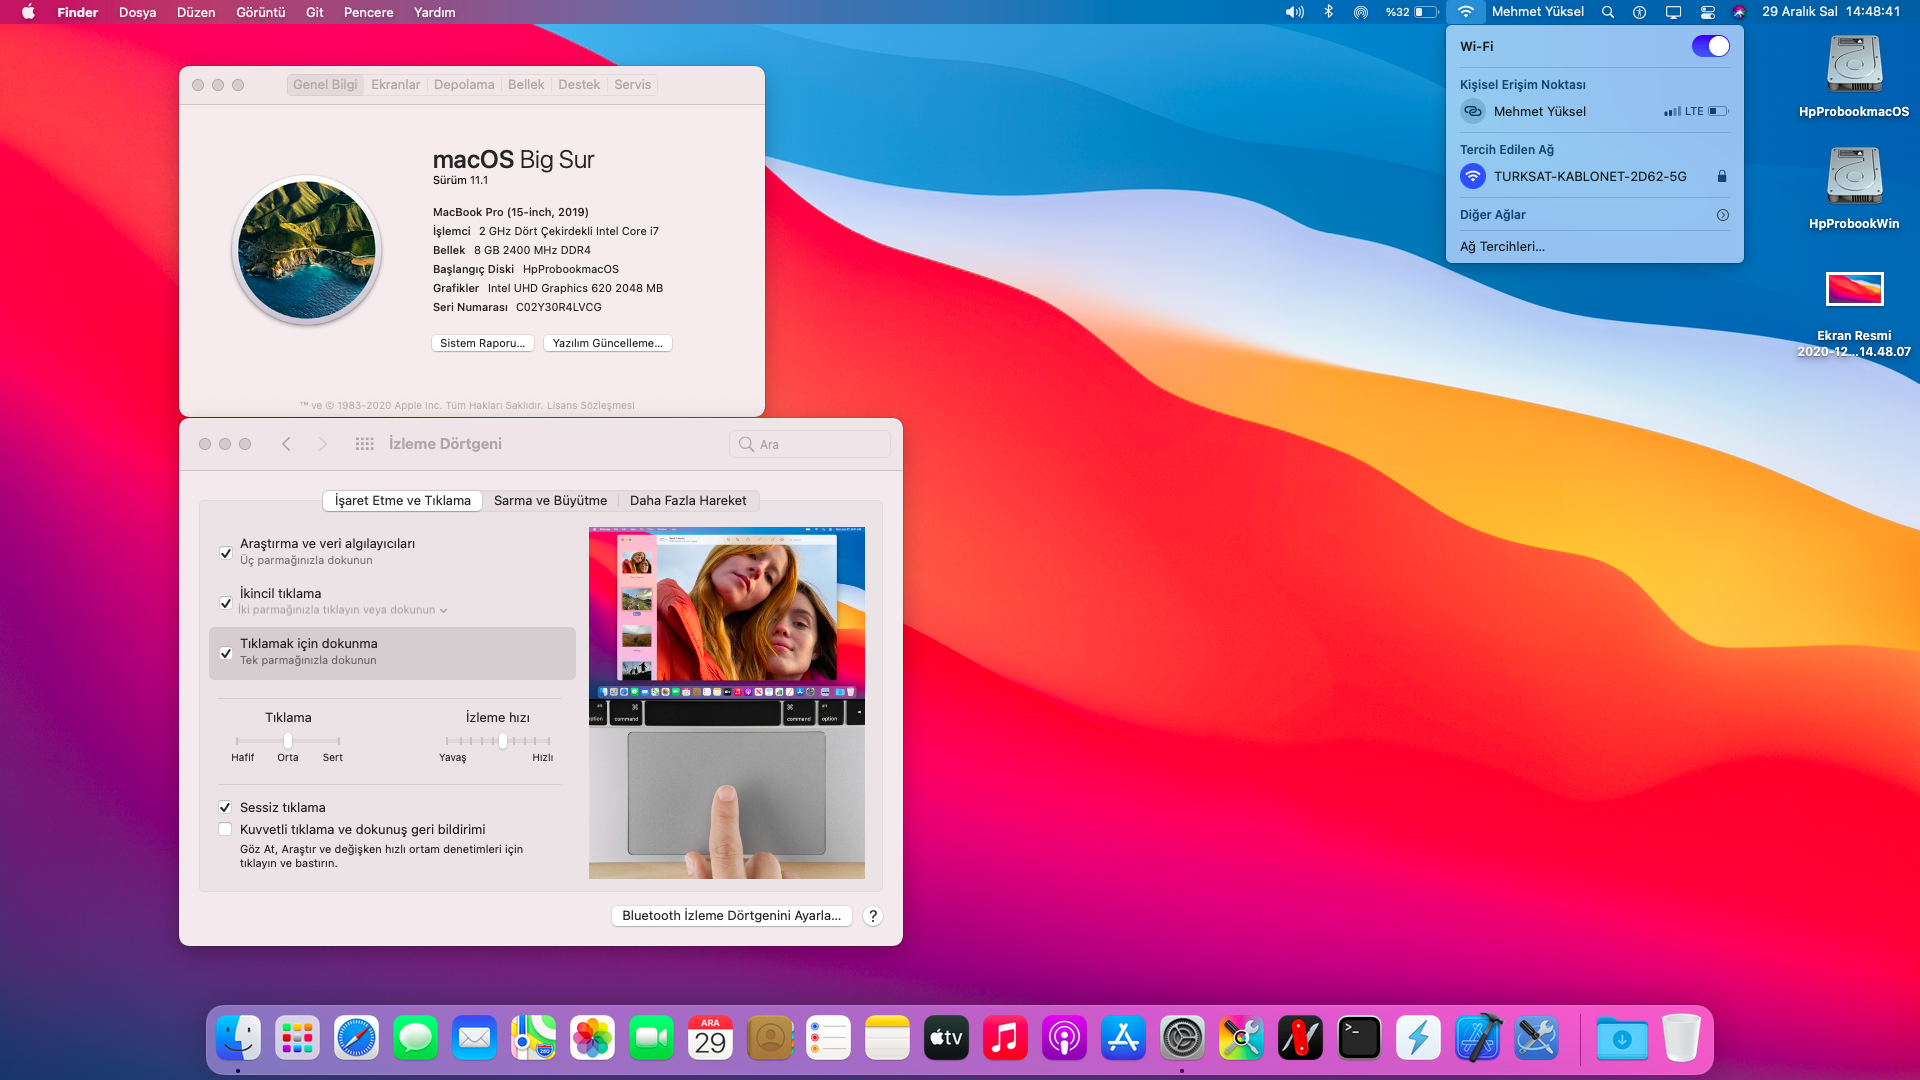 Finder Dosya Düzen Görüntü Git Pencere Yardım %32 Mehmet Yüksel 29 Aralık Sal 14:48:41
Genel Bilgi Ekranlar Depolama Bellek Destek Servis
macOS Big Sur
Sürüm 11.1
MacBook Pro (15-inch, 2019)
İşlemci 2 GHz Dört Çekirdekli Intel Core i7
Bellek 8 GB 2400 MHz DDR4
Başlangıç Diski HpProbookmacOS
Grafikler Intel UHD Graphics 620 2048 MB
Seri Numarası C02Y30R4LVCG
Sistem Raporu... Yazılım Güncelleme...
™ ve © 1983-2020 Apple Inc. Tüm Hakları Saklıdır. Lisans Sözleşmesi
Wi-Fi
Kişisel Erişim Noktası
Mehmet Yüksel LTE
Tercih Edilen Ağ
TURKSAT-KABLONET-2D62-5G
Diğer Ağlar
Ağ Tercihleri...
HpProbookmacOS
HpProbookWin
Ekran Resmi
2020-12...14.48.07
İzleme Dörtgeni Ara
İşaret Etme ve Tıklama Sarma ve Büyütme Daha Fazla Hareket
Araştırma ve veri algılayıcıları
Üç parmağınızla dokunun
İkincil tıklama
İki parmağınızla tıklayın veya dokunun
Tıklamak için dokunma
Tek parmağınızla dokunun
Tıklama İzleme hızı
Hafif Orta Sert Yavaş Hızlı
Sessiz tıklama
Kuvvetli tıklama ve dokunuş geri bildirimi
Göz At, Araştır ve değişken hızlı ortam denetimleri için
tıklayın ve bastırın.
command command option
Bluetooth İzleme Dörtgenini Ayarla... ?
ARA
29
tv
>_
280